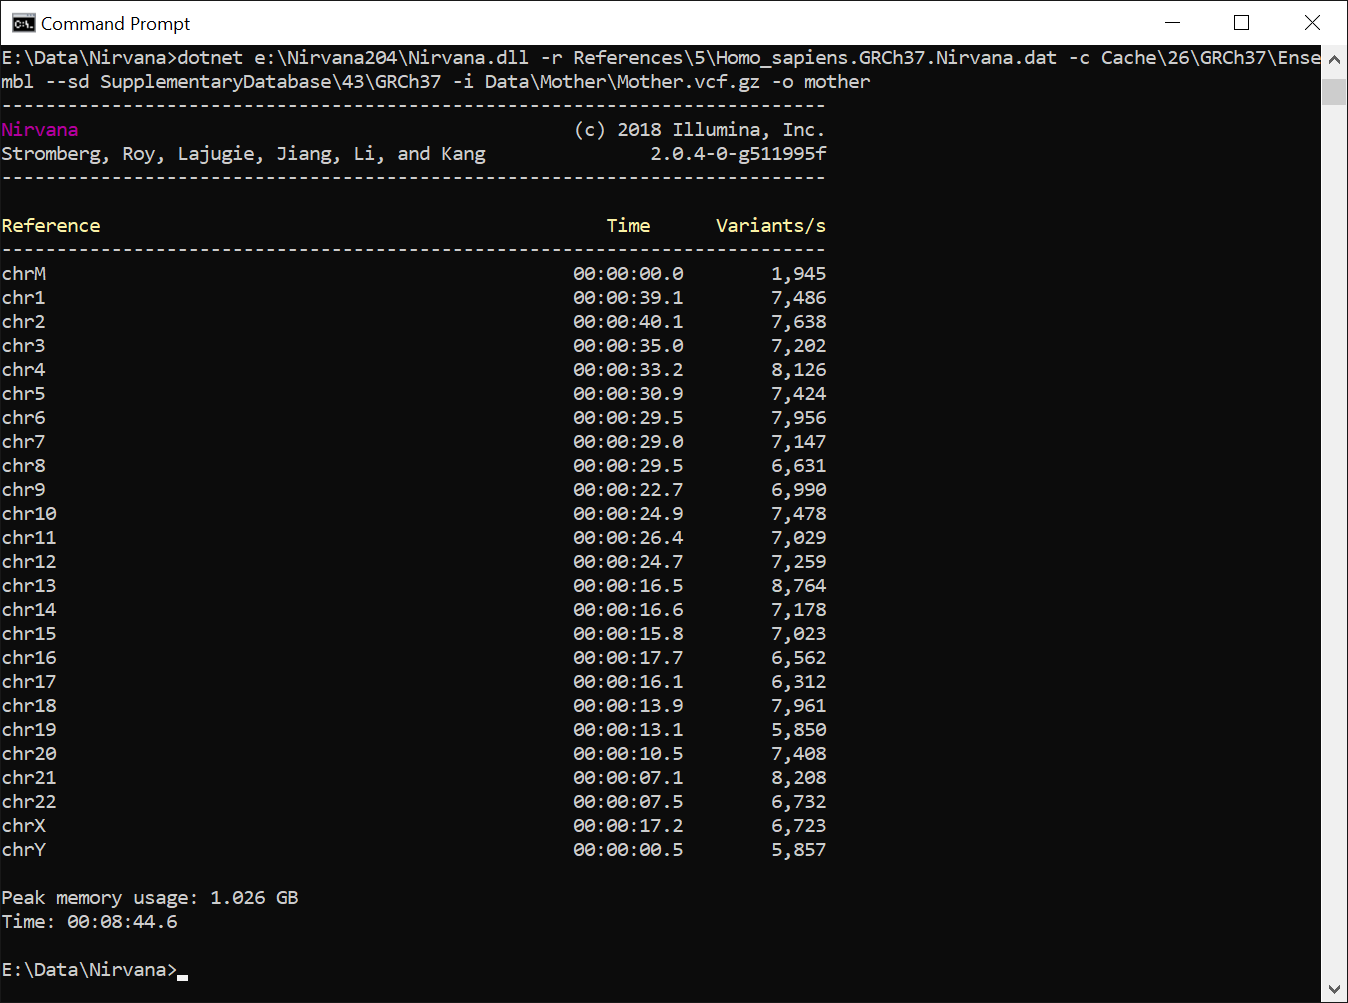 Command Prompt
E:\Data\Nirvana>dotnet e:\Nirvana204\Nirvana.dll -r References\5\Homo_sapiens.GRCh37.Nirvana.dat -c Cache\26\GRCh37\Ense
mbl --sd SupplementaryDatabase\43\GRCh37 -i Data\Mother\Mother.vcf.gz -o mother
---------------------------------------------------------------------------
Nirvana (c) 2018 Illumina, Inc.
Stromberg, Roy, Lajugie, Jiang, Li, and Kang 2.0.4-0-g511995f
---------------------------------------------------------------------------
Reference Time Variants/s
---------------------------------------------------------------------------
chrM 00:00:00.0 1,945
chr1 00:00:39.1 7,486
chr2 00:00:40.1 7,638
chr3 00:00:35.0 7,202
chr4 00:00:33.2 8,126
chr5 00:00:30.9 7,424
chr6 00:00:29.5 7,956
chr7 00:00:29.0 7,147
chr8 00:00:29.5 6,631
chr9 00:00:22.7 6,990
chr10 00:00:24.9 7,478
chr11 00:00:26.4 7,029
chr12 00:00:24.7 7,259
chr13 00:00:16.5 8,764
chr14 00:00:16.6 7,178
chr15 00:00:15.8 7,023
chr16 00:00:17.7 6,562
chr17 00:00:16.1 6,312
chr18 00:00:13.9 7,961
chr19 00:00:13.1 5,850
chr20 00:00:10.5 7,408
chr21 00:00:07.1 8,208
chr22 00:00:07.5 6,732
chrX 00:00:17.2 6,723
chrY 00:00:00.5 5,857
Peak memory usage: 1.026 GB
Time: 00:08:44.6
E:\Data\Nirvana>